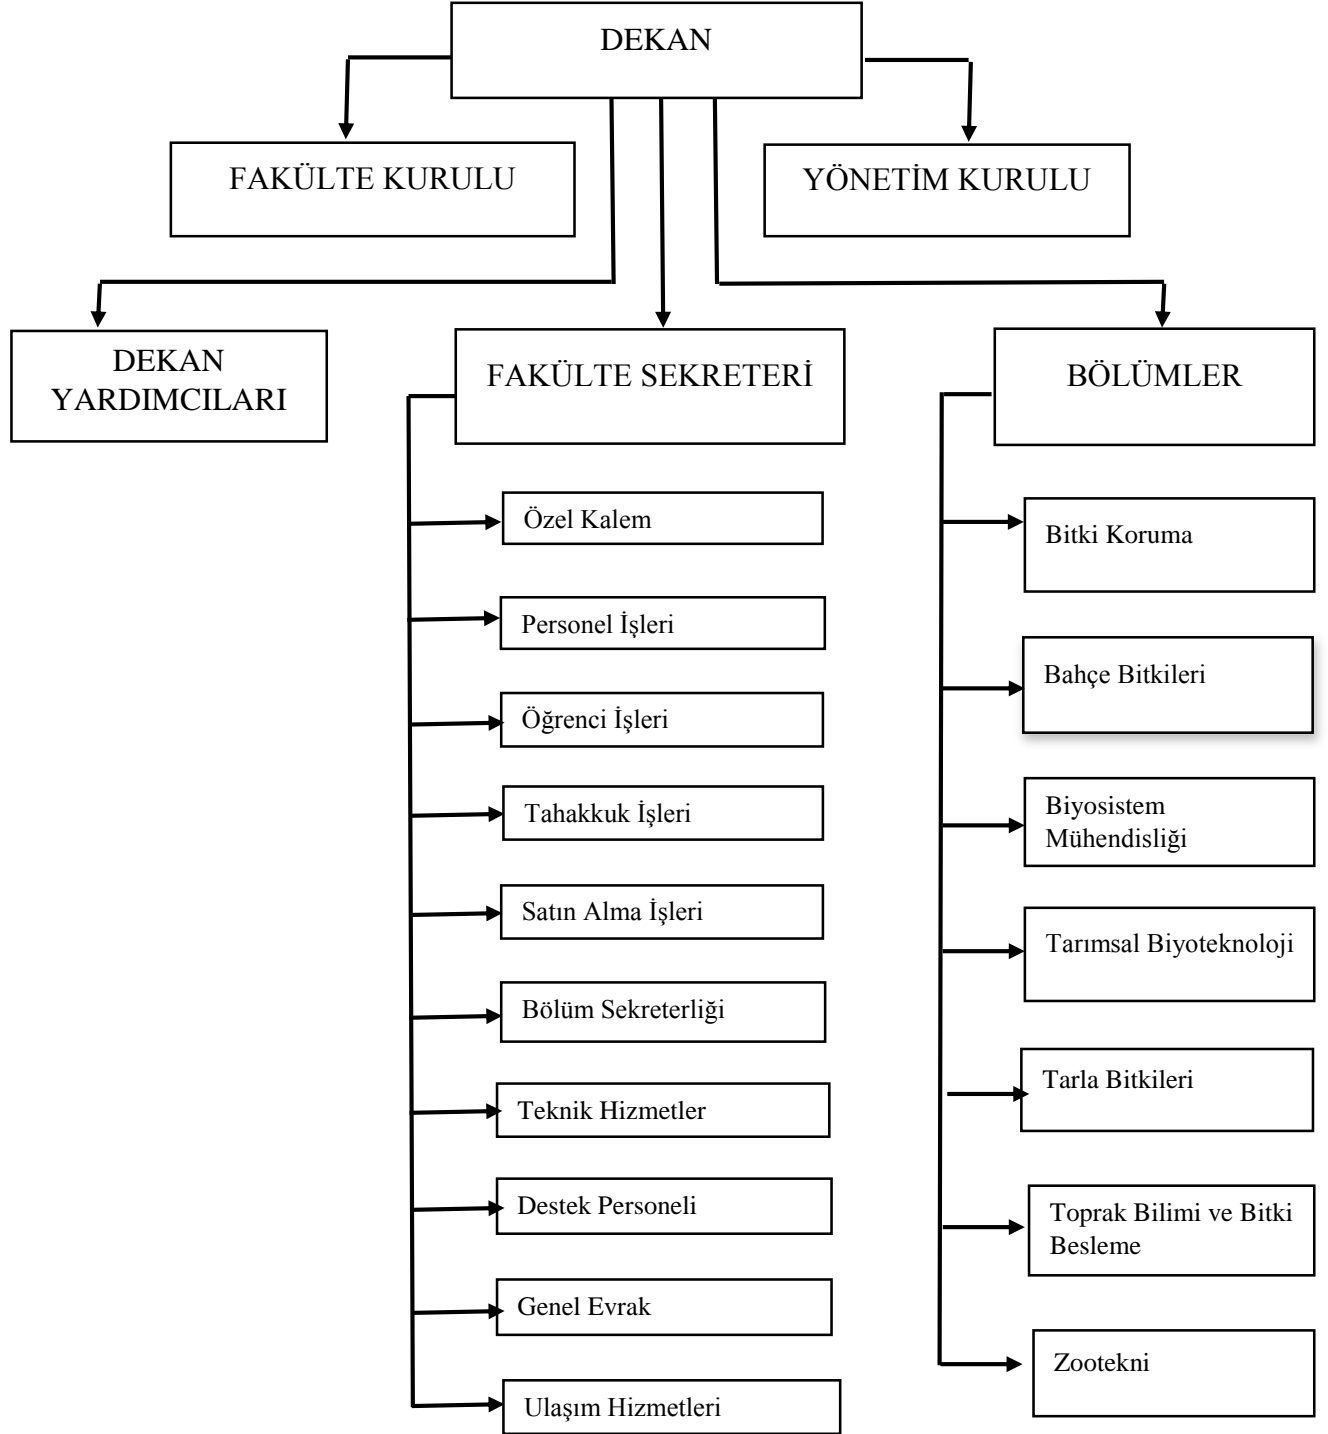 DEKAN
FAKÜLTE KURULU
YÖNETİM KURULU
DEKAN
YARDIMCILARI
FAKÜLTE SEKRETERİ
BÖLÜMLER
Özel Kalem
Personel İşleri
Öğrenci İşleri
Tahakkuk İşleri
Satın Alma İşleri
Bölüm Sekreterliği
Teknik Hizmetler
Destek Personeli
Genel Evrak
Ulaşım Hizmetleri
Bitki Koruma
Bahçe Bitkileri
Biyosistem
Mühendisliği
Tarımsal Biyoteknoloji
Tarla Bitkileri
Toprak Bilimi ve Bitki
Besleme
Zootekni